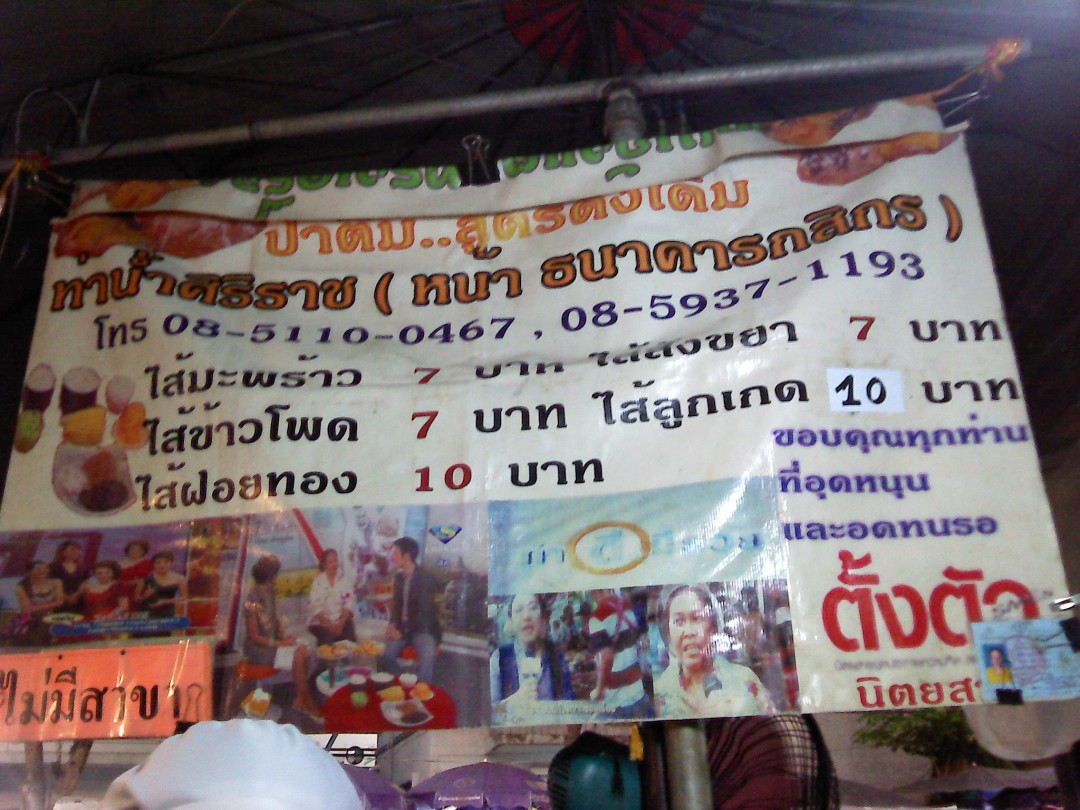 ป้าติ๋ม..สูตรดั้งเดิม
ท่าน้ำศิริราช ( หน้า ธนาคารกสิกร )
โทร 08-5110-0467 , 08-5937-1193
ไส้มะพร้าว 7 บาท ไส้สังขยา 7 บาท
ไส้ข้าวโพด 7 บาท ไส้ลูกเกด 10 บาท
ไส้ฝอยทอง 10 บาท
ขอบคุณทุกท่าน
ที่อุดหนุน
และอดทนรอ
ตั้งตัว
นิตยส
ไม่มีสาขา